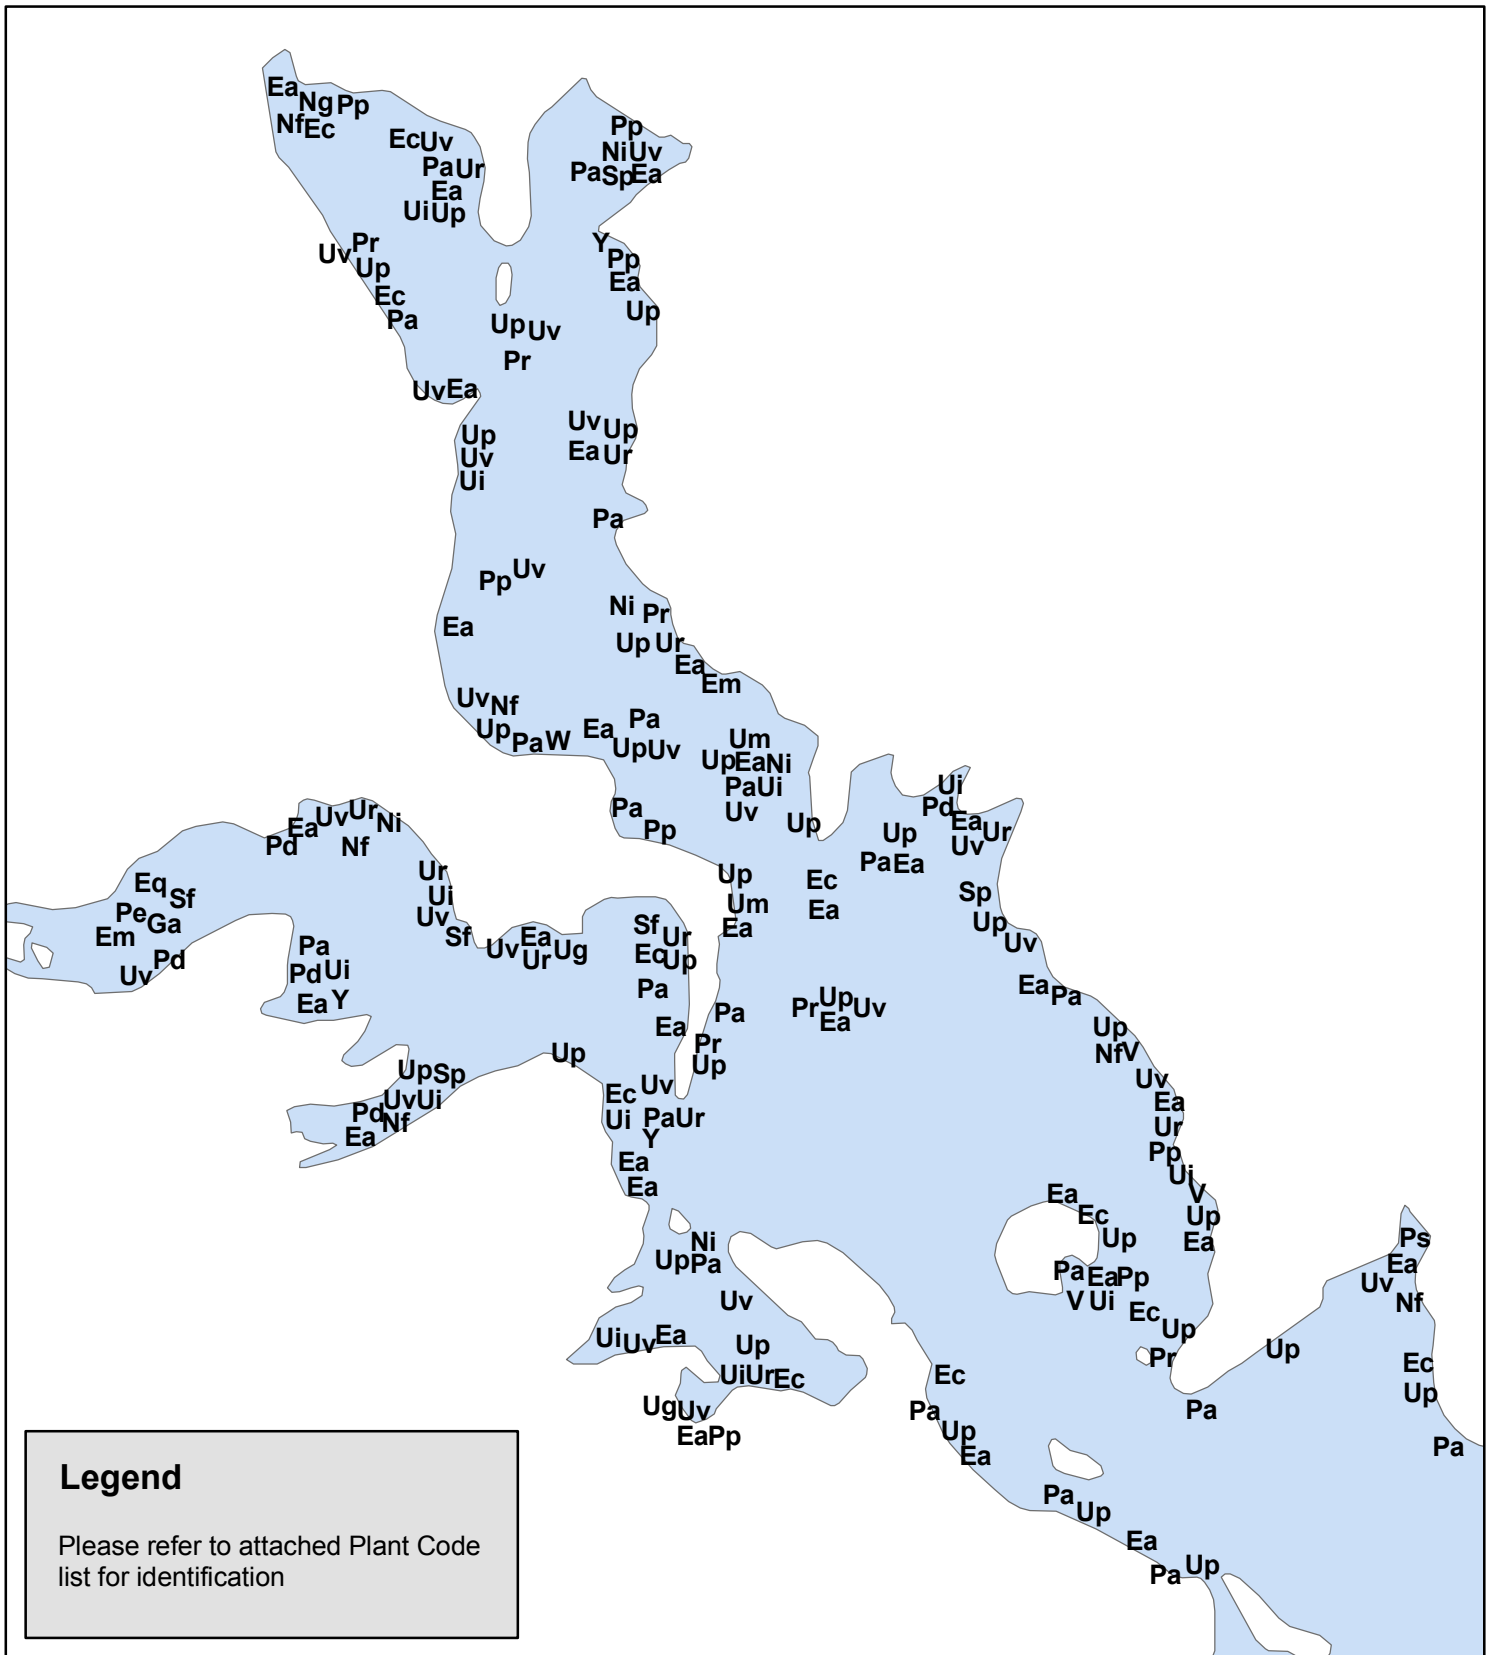 Ea
Ng Pp
Nf Ec
Ec Uv
Pa Ur
Ea
Ui Up
Pp
Ni Uv
Pa Sp Ea
Pr
Uv
Up
Ec
Pa
Y
Pp
Ea
Up
Up Uv
Pr
Uv Ea
Uv Up
Ea Ur
Up
Uv
Ui
Pa
Pp Uv
Ea
Ni Pr
Up Ur
Ea
Em
Uv Nf
Up Pa W
Ea Pa
Up Uv
Um
Up Ea Ni
Pa Ui
Uv
Up
Pa
Pp
Ui
Pd
Ea Ur
Uv
Up
Pa Ea
Ea Uv Ur Ni
Pd Nf
Ur
Ui
Uv
Sf
Up
Um
Ea
Ec
Ea
Sp
Up
Uv
Eq Sf
Pe Ga
Em
Uv Pd
Pa
Pd Ui
Ea Y
Uv Ea Ug
Ur
Sf Ur
Ec Up
Pa
Ea
Pa
Pr
Up
Pr Up Uv
Ea
Ea Pa
Up
Nf V
Uv
Ea
Ur
Pp
Ui
V
Up
Ea
Up
Up Sp
Uv Ui
Pd Nf
Ea
Ec Uv
Ui Pa Ur
Y
Ea
Ea
Ea
Ec
Up
Pa Ea Pp
V Ui
Ec
Up
Pr
Ni
Up Pa
Uv
Ui Uv Ea
Up
Ui Ur Ec
Ug Uv
Ea Pp
Ps
Ea
Uv
Nf
Up
Ec
Up
Pa
Pa
Ec
Pa
Up
Ea
Pa
Up
Ea
Pa Up
Legend
Please refer to attached Plant Code
list for identification